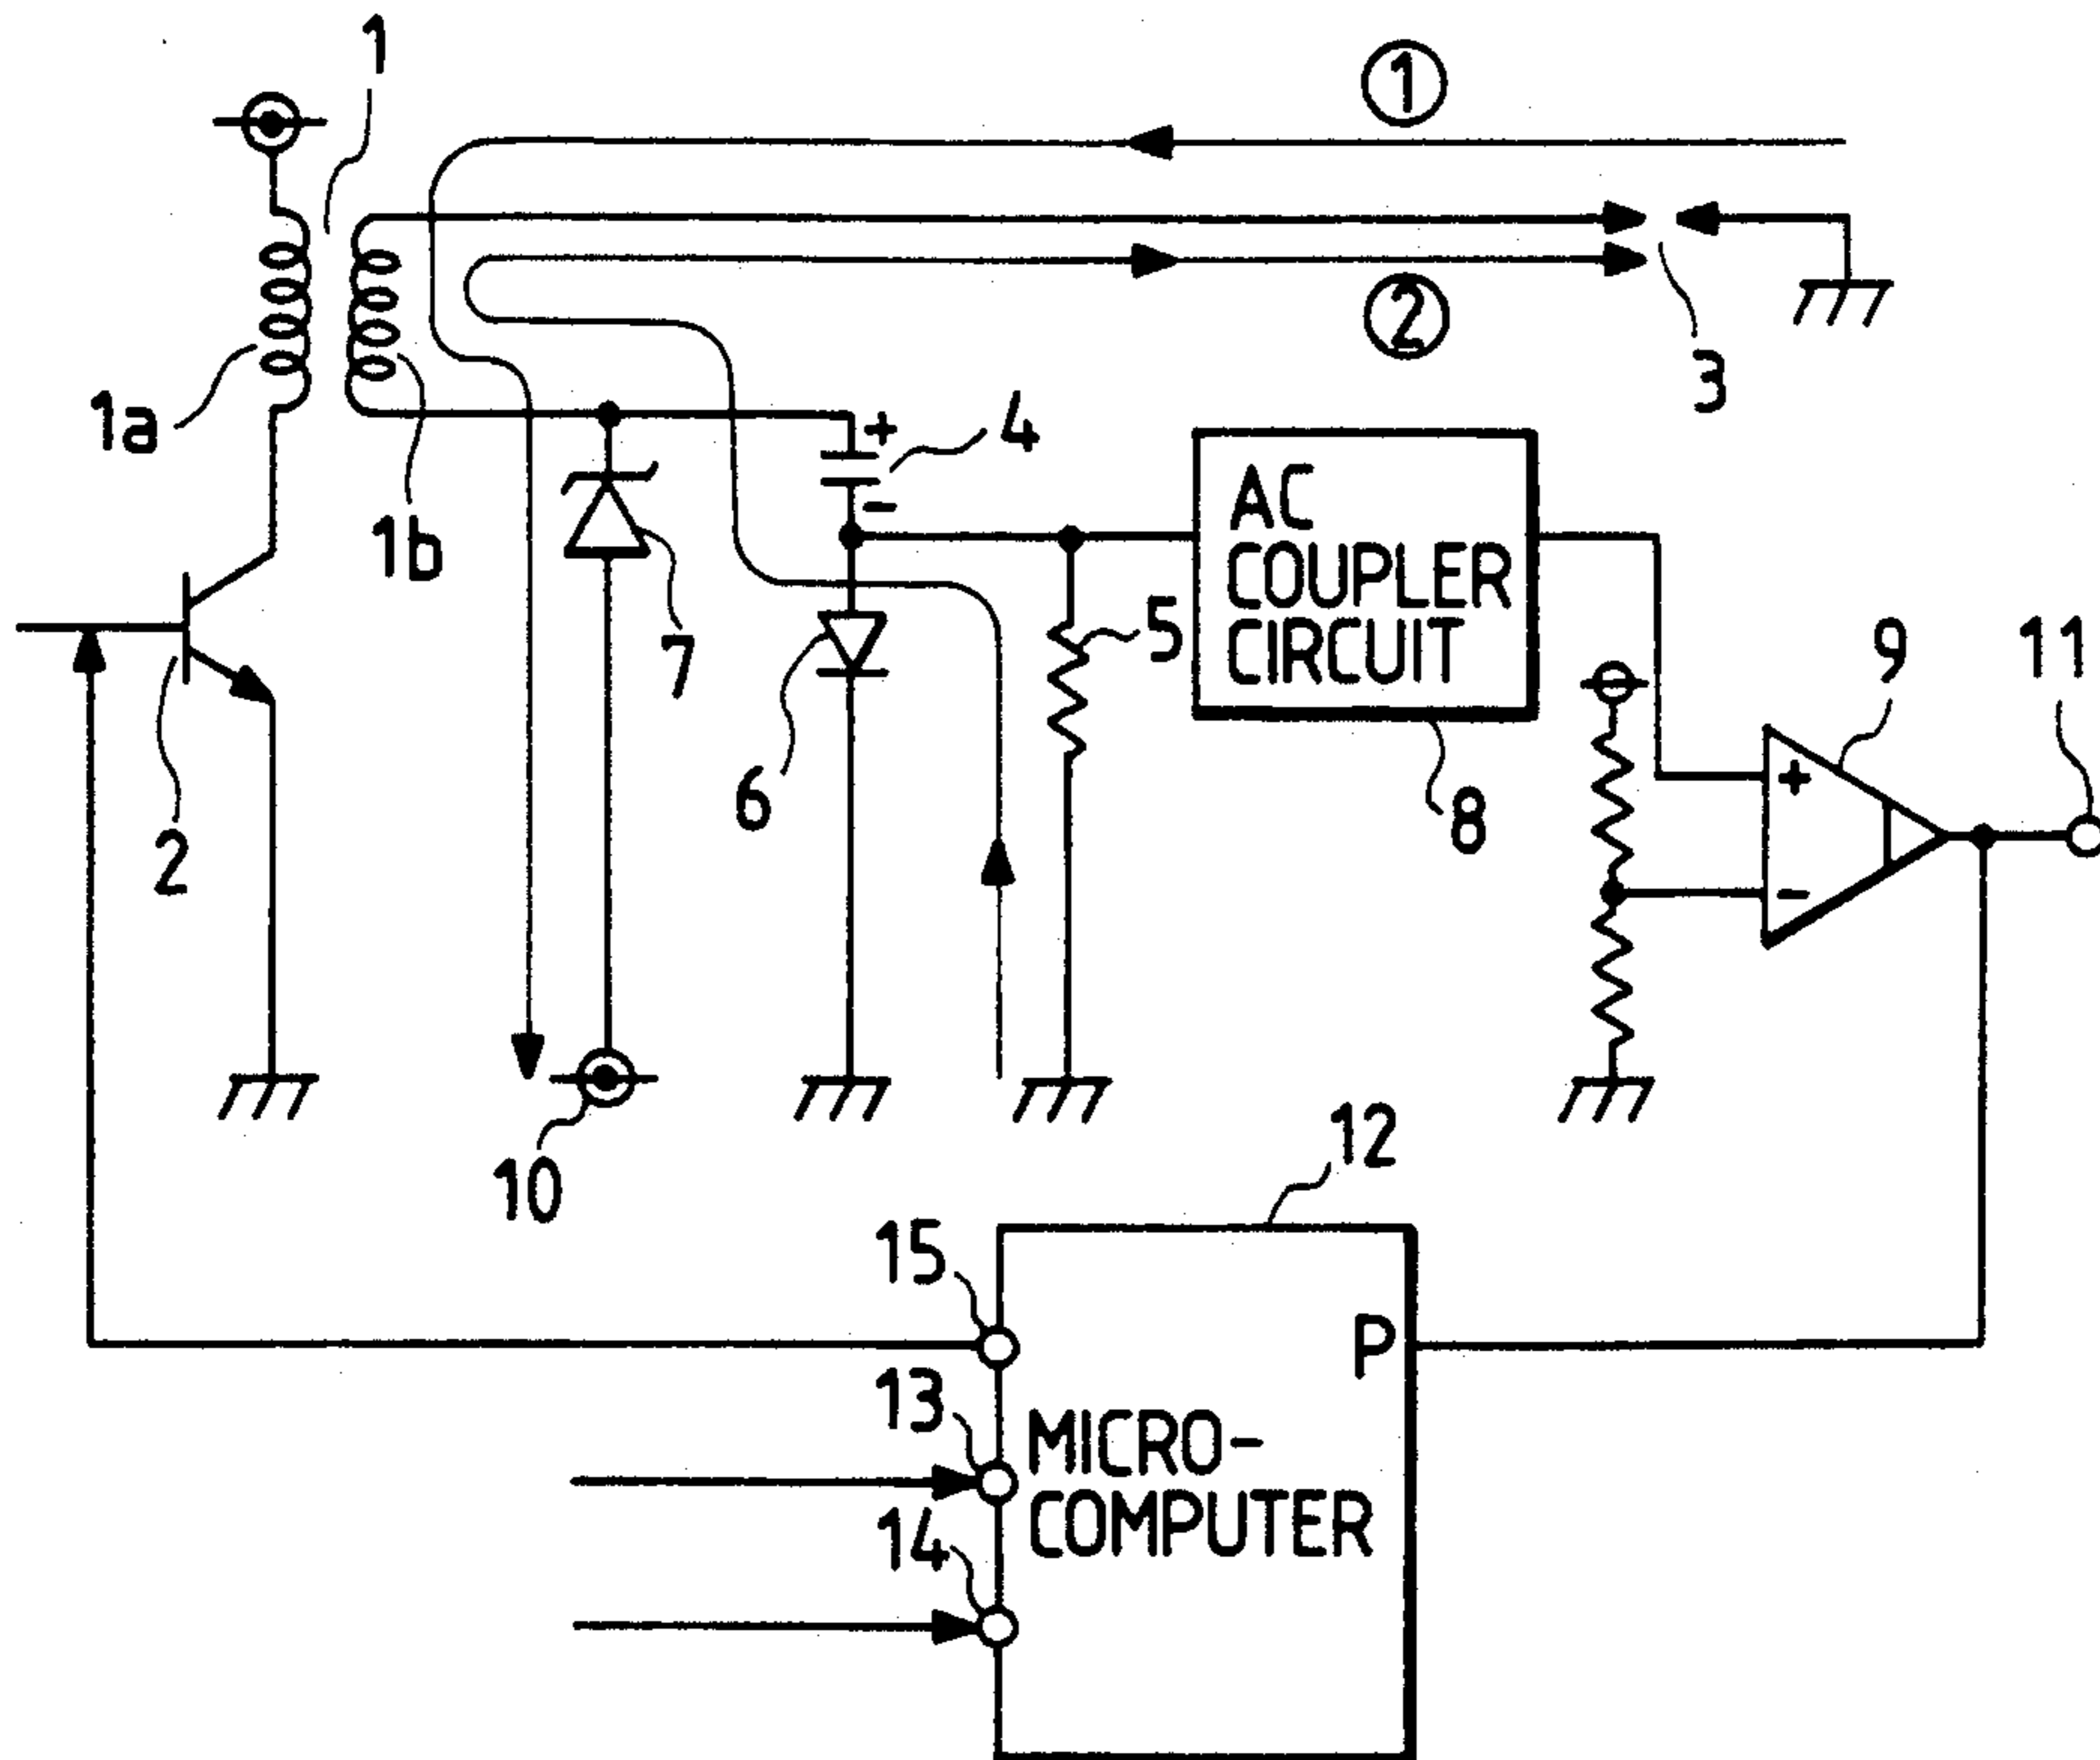 1
①
②
3
1a
1b
+
4
-
AC
COUPLER
CIRCUIT
5
7
6
2
8
9
11
+
-
10
12
15
P
13
MICRO-
COMPUTER
14